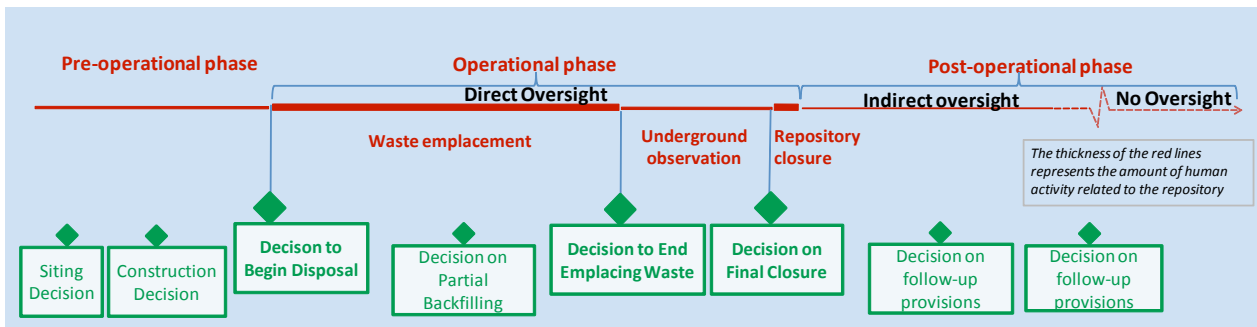 Pre-operational phase
Operational phase
Post-operational phase
Direct Oversight
Indirect oversight
No Oversight
Waste emplacement
Underground
observation
Repository
closure
The thickness of the red lines
represents the amount of human
activity related to the repository
Siting
Decision
Construction
Decision
Decison to
Begin Disposal
Decision on
Partial
Backfilling
Decision to End
Emplacing Waste
Decision on
Final Closure
Decision on
follow-up
provisions
Decision on
follow-up
provisions